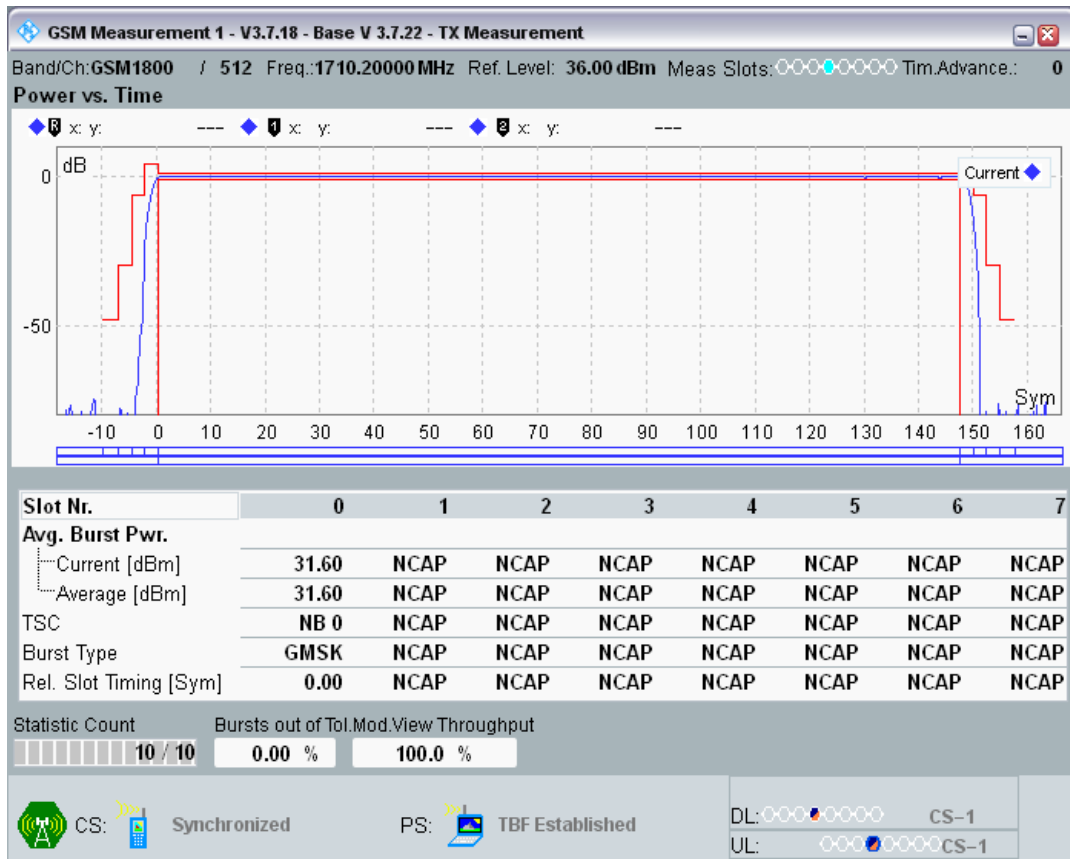 GSM Measurement 1 - V3.7.18 - Base V 3.7.22 - TX Measurement
Band/Ch:GSM1800 / 512 Freq.:1710.20000 MHz Ref. Level: 36.00 dBm Meas Slots: Tim.Advance.: 0
Power vs. Time
R x: y: --- 1 x: y: --- 2 x: y: ---
dB
0
Current
-50
Sym
-10 0 10 20 30 40 50 60 70 80 90 100 110 120 130 140 150 160
Slot Nr. 0 1 2 3 4 5 6 7
Avg. Burst Pwr.
Current [dBm] 31.60 NCAP NCAP NCAP NCAP NCAP NCAP NCAP
Average [dBm] 31.60 NCAP NCAP NCAP NCAP NCAP NCAP NCAP
TSC NB 0 NCAP NCAP NCAP NCAP NCAP NCAP NCAP
Burst Type GMSK NCAP NCAP NCAP NCAP NCAP NCAP NCAP
Rel. Slot Timing [Sym] 0.00 NCAP NCAP NCAP NCAP NCAP NCAP NCAP
Statistic Count Bursts out of Tol.Mod.View Throughput
10 / 10 0.00 % 100.0 %
CS: Synchronized PS: TBF Established
DL: CS-1
UL: CS-1